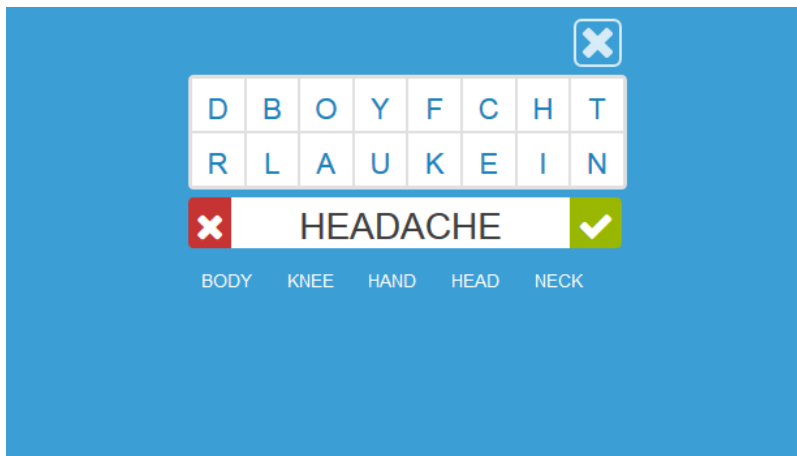 D B O Y F C H T
R L A U K E I N
HEADACHE
BODY KNEE HAND HEAD NECK